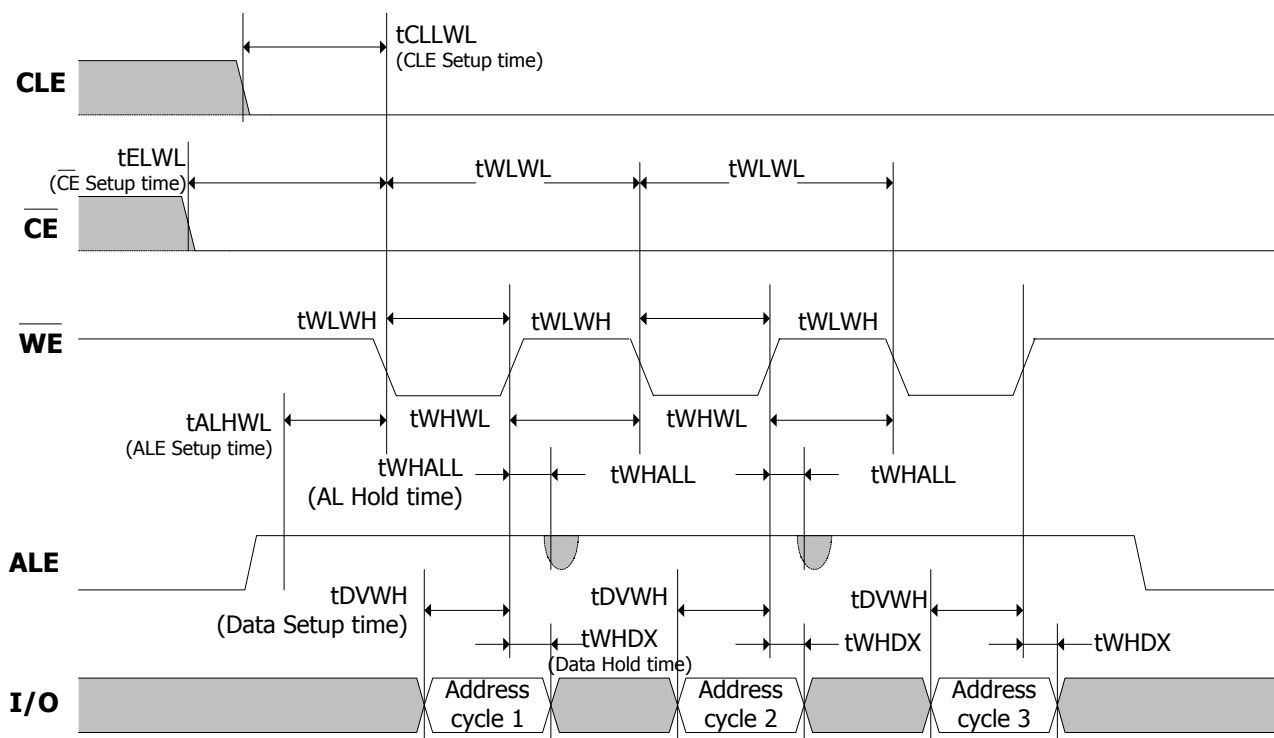 tCLLWL
(CLE Setup time)
CLE
tELWL
(CE Setup time)
tWLWL
tWLWL
CE
tWLWH
tWLWH
tWLWH
WE
tALHWL
(ALE Setup time)
tWHWL
tWHWL
tWHALL
(AL Hold time)
tWHALL
tWHALL
ALE
tDVWH
(Data Setup time)
tDVWH
tDVWH
tWHDX
(Data Hold time)
tWHDX
tWHDX
I/O
Address
cycle 1
Address
cycle 2
Address
cycle 3